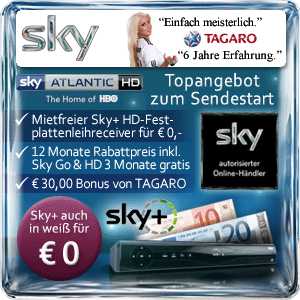 sky
“Einfach meisterlich.”
TAGARO
“6 Jahre Erfahrung.”
sky ATLANTIC HD
The Home of HBO
Topangebot
zum Sendestart
Mietfreier Sky+ HD-Fest-
plattenleihreceiver für € 0,-
12 Monate Rabattpreis inkl.
Sky Go & HD 3 Monate gratis
€ 30,00 Bonus von TAGARO
sky
autorisierter
Online-Händler
Sky+ auch
in weiß für
€ 0
sky+
10
20